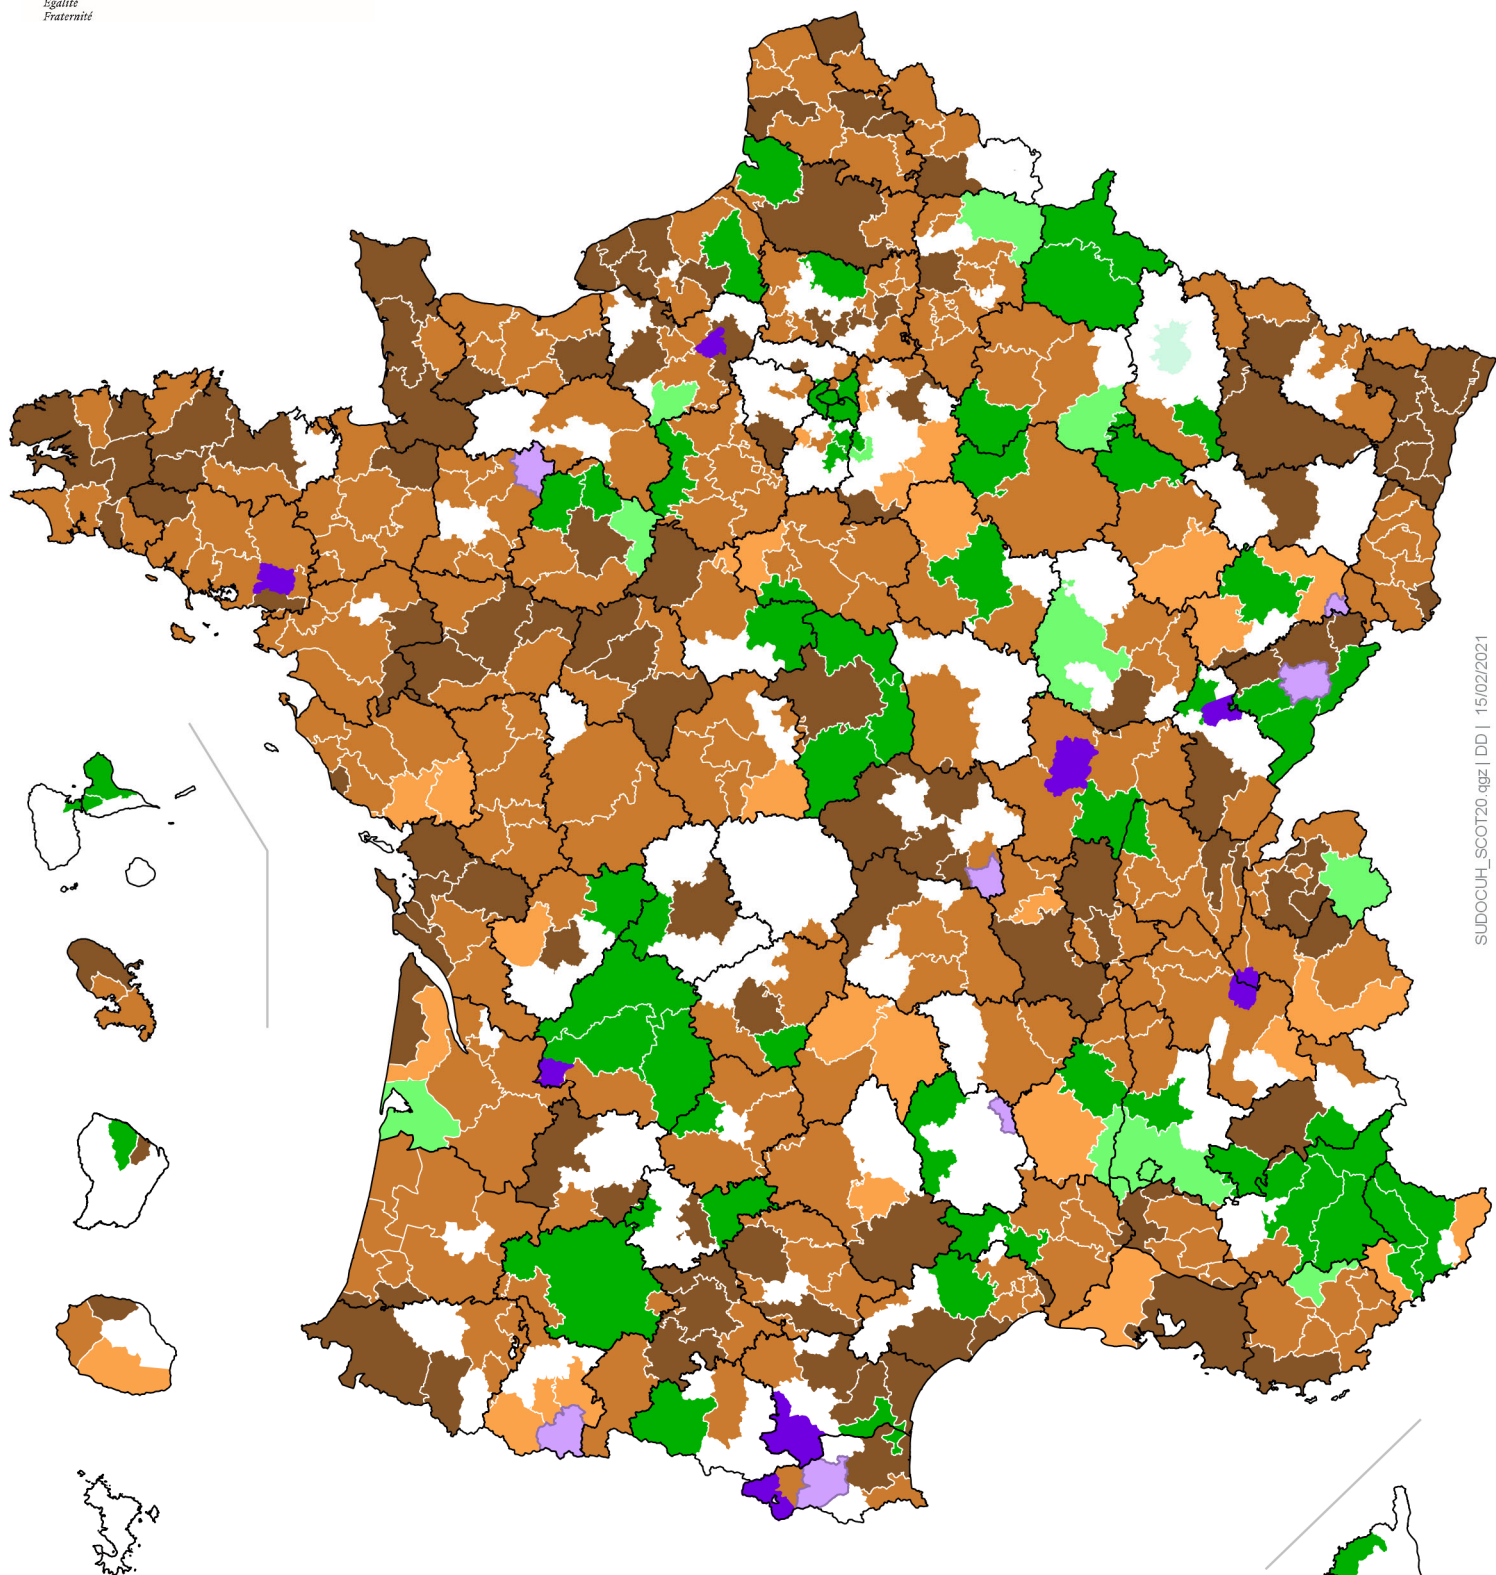 Égalité
Fraternité
SUDOCUH_SCOT20.qgz | DD | 15/02/2021